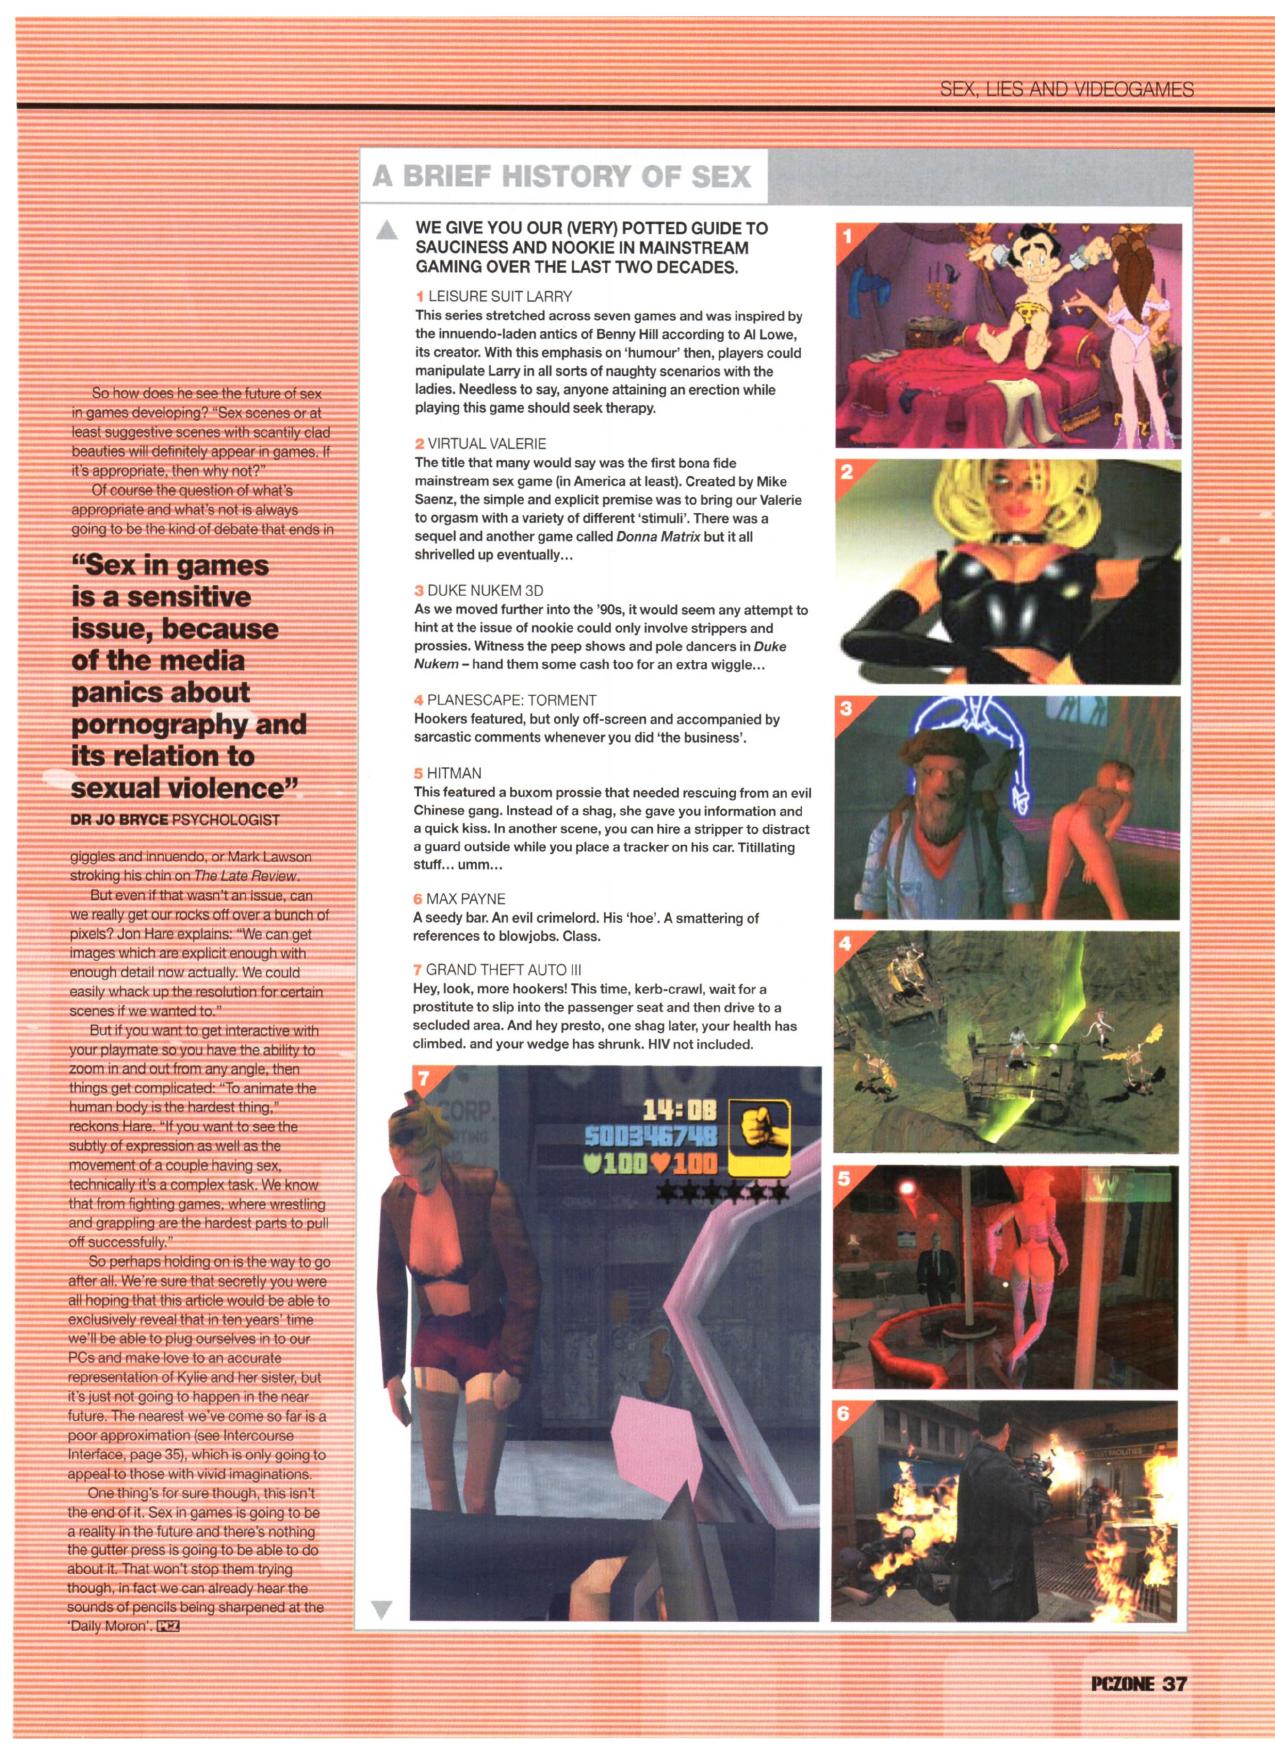 SEX, LIES AND VIDEOGAMES
So how does he see the future of sex
in games developing? “Sex scenes or at
least suggestive scenes with scantily clad
beauties will definitely appear in games. If
it's appropriate, then why not?”
Of course the question of what's
appropriate and what's not is always
going to be the kind of debate that ends in
“Sex in games
is a sensitive
issue, because
of the media
panics about
pornography and
its relation to
sexual violence”
DR JO BRYCE PSYCHOLOGIST
giggles and innuendo, or Mark Lawson
stroking his chin on The Late Review.
But even if that wasn't an issue, can
we really get our rocks off over a bunch of
pixels? Jon Hare explains: “We can get
images which are explicit enough with
enough detail now actually. We could
easily whack up the resolution for certain
scenes if we wanted to.”
But if you want to get interactive with
your playmate so you have the ability to
zoom in and out from any angle, then
things get complicated: “To animate the
human body is the hardest thing,”
reckons Hare. “If you want to see the
subtly of expression as well as the
movement of a couple having sex,
technically it's a complex task. We know
that from fighting games, where wrestling
and grappling are the hardest parts to pull
off successfully.”
So perhaps holding on is the way to go
after all. We're sure that secretly you were
all hoping that this article would be able to
exclusively reveal that in ten years' time
we'll be able to plug ourselves in to our
PCs and make love to an accurate
representation of Kylie and her sister, but
it's just not going to happen in the near
future. The nearest we've come so far is a
poor approximation (see Intercourse
Interface, page 35), which is only going to
appeal to those with vivid imaginations.
One thing's for sure though, this isn't
the end of it. Sex in games is going to be
a reality in the future and there's nothing
the gutter press is going to be able to do
about it. That won't stop them trying
though, in fact we can already hear the
sounds of pencils being sharpened at the
‘Daily Moron’. PCZ
A BRIEF HISTORY OF SEX
WE GIVE YOU OUR (VERY) POTTED GUIDE TO
SAUCINESS AND NOOKIE IN MAINSTREAM
GAMING OVER THE LAST TWO DECADES.
1 LEISURE SUIT LARRY
This series stretched across seven games and was inspired by
the innuendo-laden antics of Benny Hill according to Al Lowe,
its creator. With this emphasis on ‘humour’ then, players could
manipulate Larry in all sorts of naughty scenarios with the
ladies. Needless to say, anyone attaining an erection while
playing this game should seek therapy.
2 VIRTUAL VALERIE
The title that many would say was the first bona fide
mainstream sex game (in America at least). Created by Mike
Saenz, the simple and explicit premise was to bring our Valerie
to orgasm with a variety of different ‘stimuli’. There was a
sequel and another game called Donna Matrix but it all
shrivelled up eventually...
3 DUKE NUKEM 3D
As we moved further into the ’90s, it would seem any attempt to
hint at the issue of nookie could only involve strippers and
prossies. Witness the peep shows and pole dancers in Duke
Nukem – hand them some cash too for an extra wiggle...
4 PLANESCAPE: TORMENT
Hookers featured, but only off-screen and accompanied by
sarcastic comments whenever you did ‘the business’.
5 HITMAN
This featured a buxom prossie that needed rescuing from an evil
Chinese gang. Instead of a shag, she gave you information and
a quick kiss. In another scene, you can hire a stripper to distract
a guard outside while you place a tracker on his car. Titillating
stuff... umm...
6 MAX PAYNE
A seedy bar. An evil crimelord. His ‘hoe’. A smattering of
references to blowjobs. Class.
7 GRAND THEFT AUTO III
Hey, look, more hookers! This time, kerb-crawl, wait for a
prostitute to slip into the passenger seat and then drive to a
secluded area. And hey presto, one shag later, your health has
climbed. and your wedge has shrunk. HIV not included.
1
2
3
4
5
6
7
CORP.
14:08
$00346748
100 100
PCZONE 37